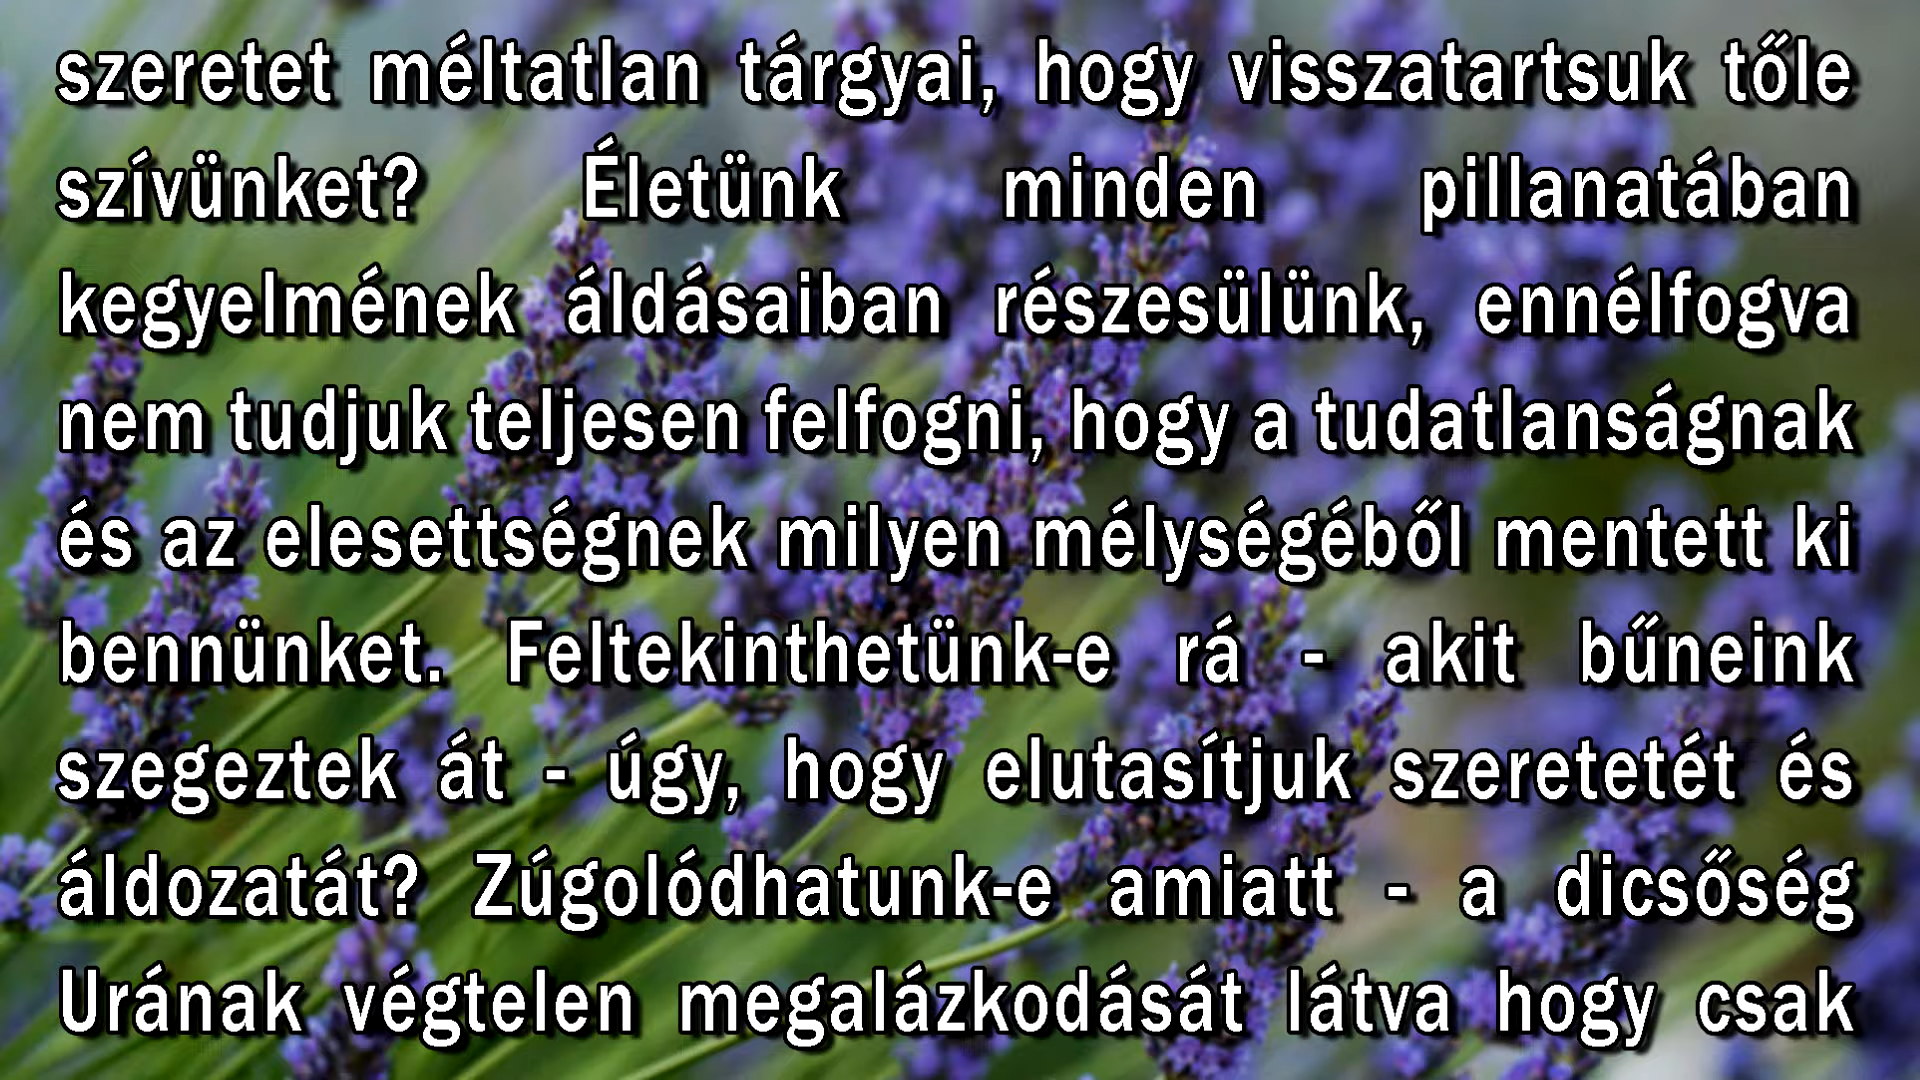 szeretet méltatlan tárgyai, hogy visszatartsuk tőle
szívünket? Életünk minden pillanatában
kegyelmének áldásaiban részesülünk, ennélfogva
nem tudjuk teljesen felfogni, hogy a tudatlanságnak
és az elesettségnek milyen mélységéből mentett ki
bennünket. Feltekinthetünk-e rá - akit bűneink
szegeztek át - úgy, hogy elutasítjuk szeretetét és
áldozatát? Zúgolódhatunk-e amiatt - a dicsőség
Urának végtelen megalázkodását látva hogy csak